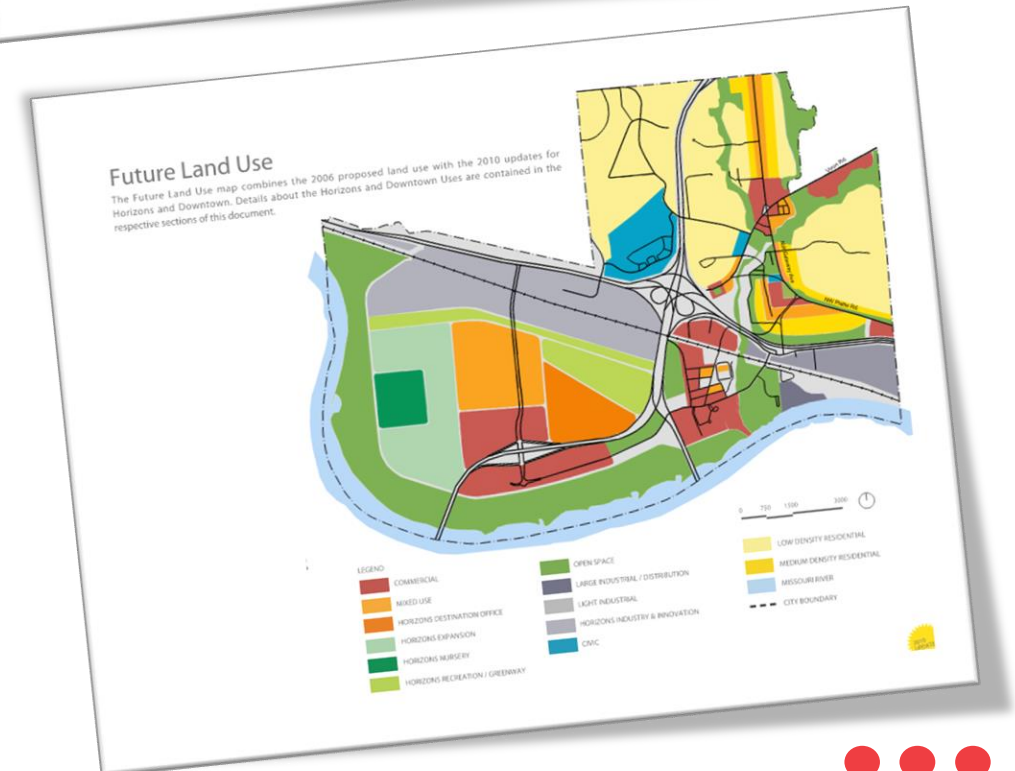 Future Land Use
The Future Land Use map combines the 2006 proposed land use with the 2010 updates for
Horizons and Downtown. Details about the Horizons and Downtown Uses are contained in the
respective sections of this document.
NW Platte Rd
0 750 1500 3000
LEGEND
COMMERCIAL
MIXED USE
HORIZONS DESTINATION OFFICE
HORIZONS EXPANSION
HORIZONS NURSERY
HORIZONS RECREATION / GREENWAY
OPEN SPACE
LARGE INDUSTRIAL / DISTRIBUTION
LIGHT INDUSTRIAL
HORIZONS INDUSTRY & INNOVATION
CIVIC
LOW DENSITY RESIDENTIAL
MEDIUM DENSITY RESIDENTIAL
MISSOURI RIVER
CITY BOUNDARY